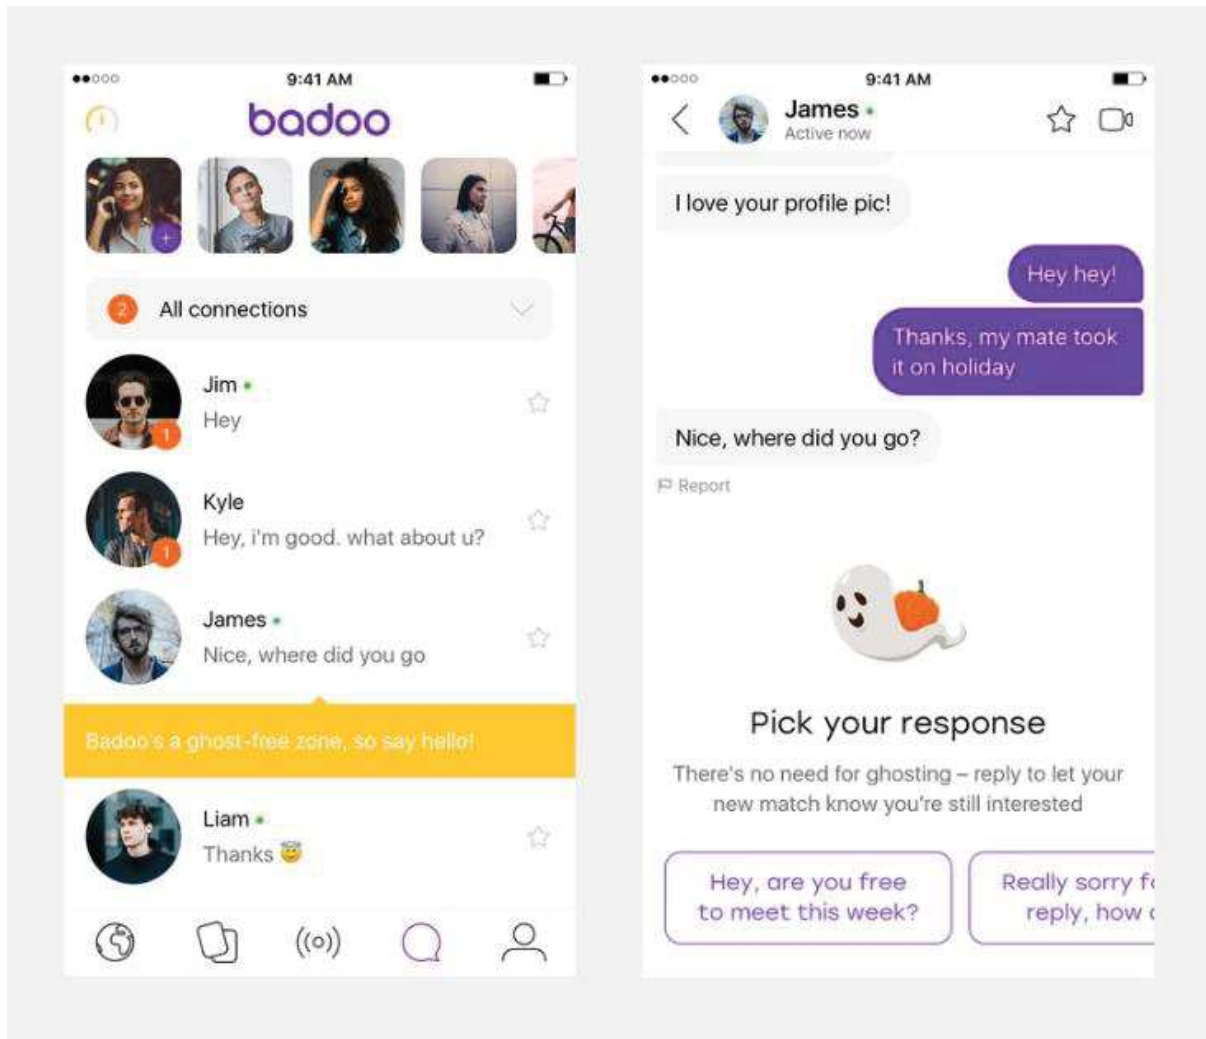 9:41 AM
badoo
2
All connections
Jim
Hey
1
Kyle
Hey, i'm good. what about u?
1
James
Nice, where did you go
Badoo's a ghost-free zone, so say hello!
Liam
Thanks 😇
9:41 AM
James
Active now
I love your profile pic!
Hey hey!
Thanks, my mate took
it on holiday
Nice, where did you go?
Report
Pick your response
There's no need for ghosting – reply to let your
new match know you're still interested
Hey, are you free
to meet this week?
Really sorry f
reply, how